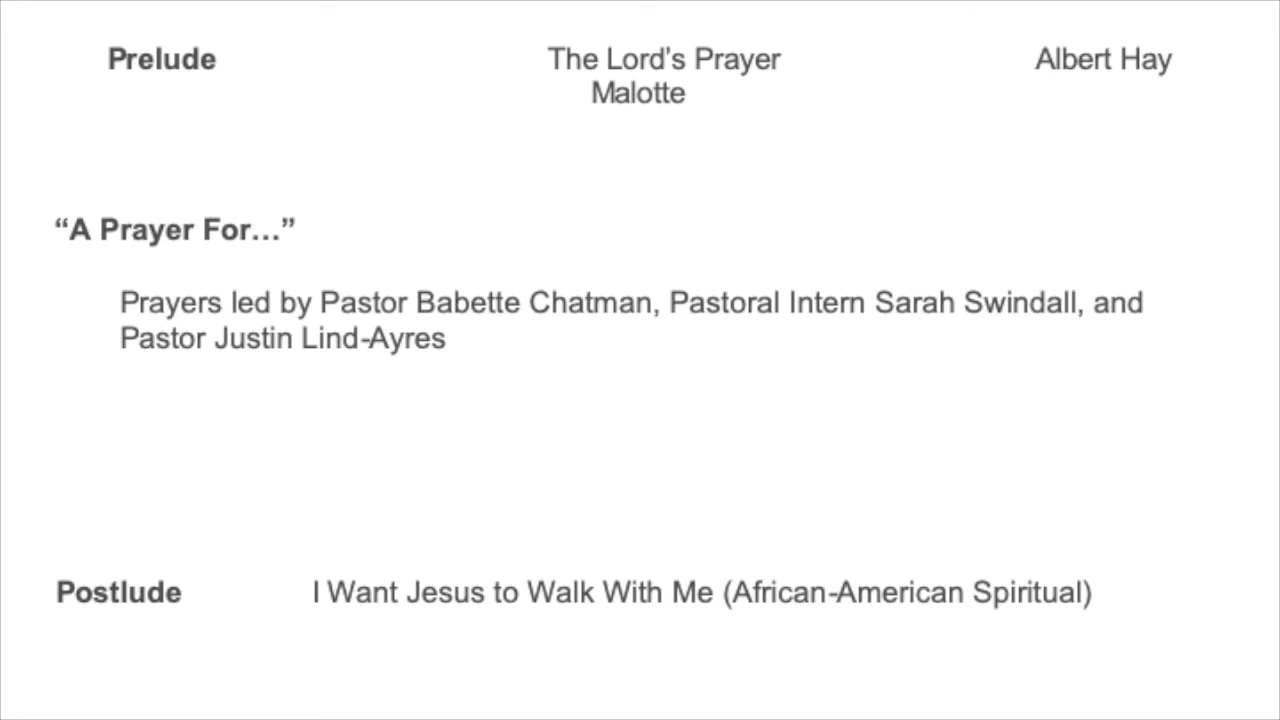 Prelude The Lord’s Prayer Albert Hay
Malotte
“A Prayer For…”
Prayers led by Pastor Babette Chatman, Pastoral Intern Sarah Swindall, and
Pastor Justin Lind-Ayres
Postlude I Want Jesus to Walk With Me (African-American Spiritual)